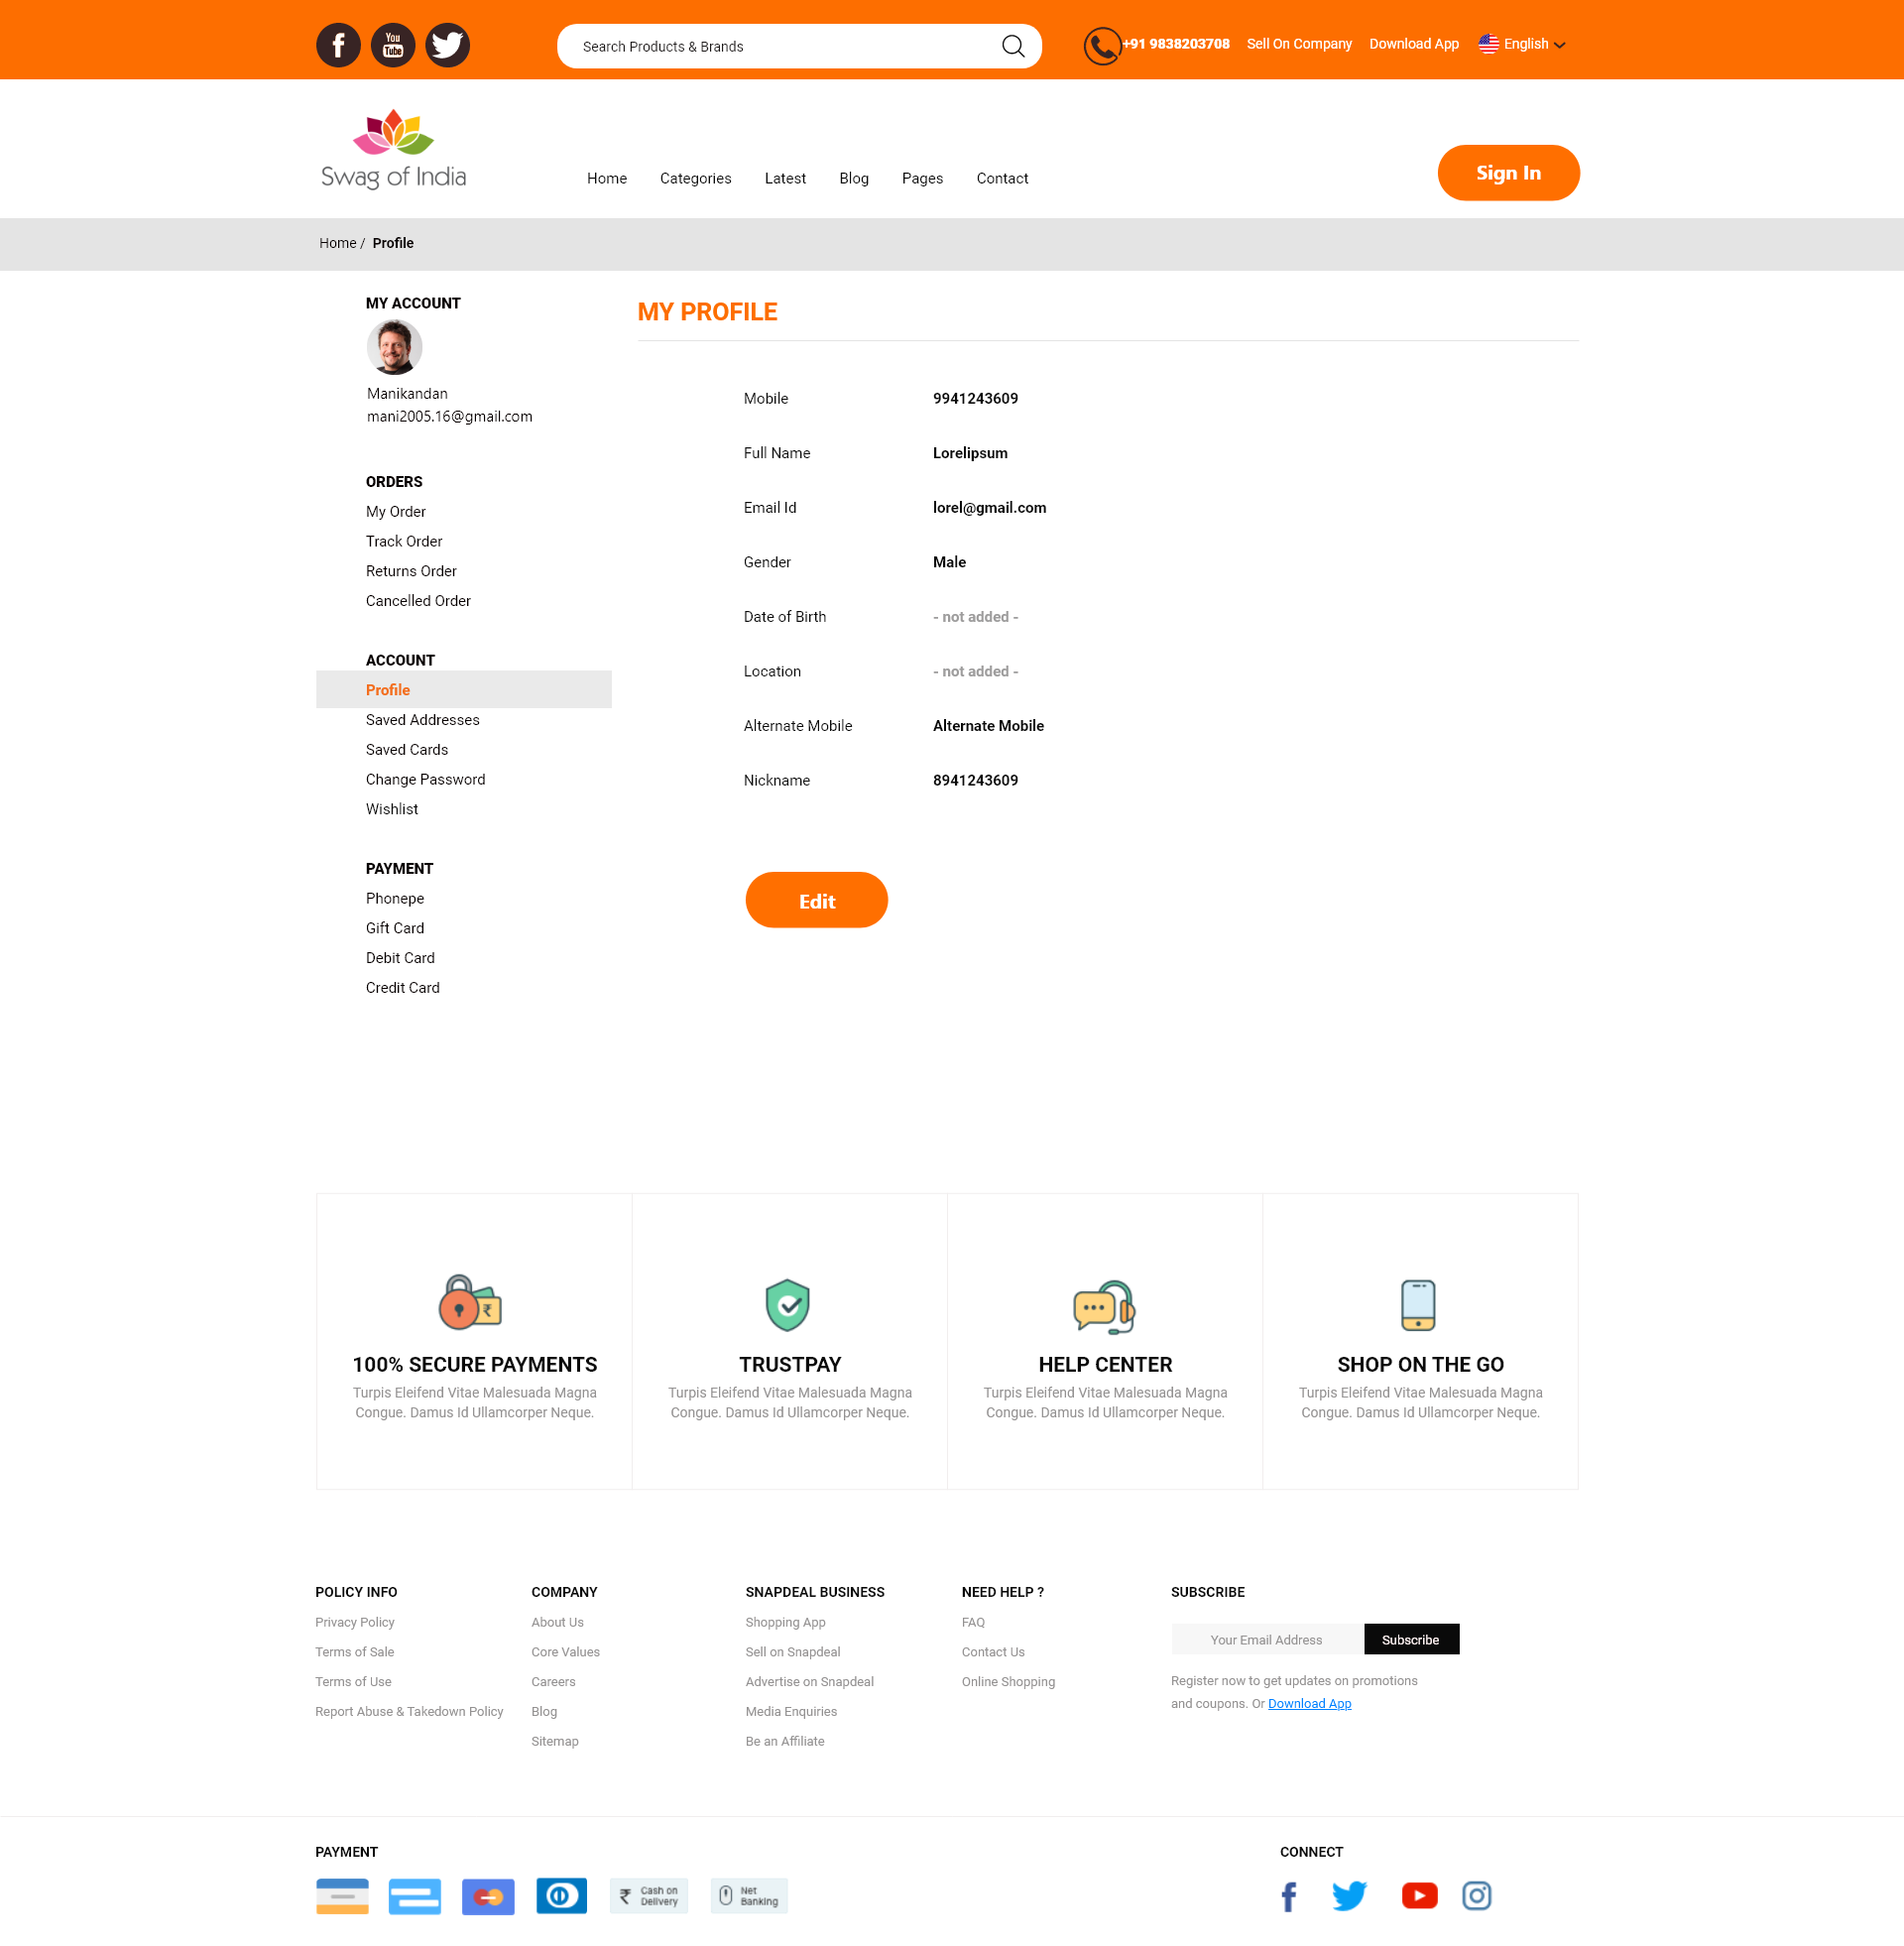 f You Tube
Search Products & Brands
+91 9838203708 Sell On Company Download App English
Swag of India
Home Categories Latest Blog Pages Contact
Sign In
Home / Profile
MY ACCOUNT
Manikandan
mani2005.16@gmail.com
ORDERS
My Order
Track Order
Returns Order
Cancelled Order
ACCOUNT
Profile
Saved Addresses
Saved Cards
Change Password
Wishlist
PAYMENT
Phonepe
Gift Card
Debit Card
Credit Card
MY PROFILE
Mobile 9941243609
Full Name Lorelipsum
Email Id lorel@gmail.com
Gender Male
Date of Birth - not added -
Location - not added -
Alternate Mobile Alternate Mobile
Nickname 8941243609
Edit
₹
100% SECURE PAYMENTS
Turpis Eleifend Vitae Malesuada Magna
Congue. Damus Id Ullamcorper Neque.
TRUSTPAY
Turpis Eleifend Vitae Malesuada Magna
Congue. Damus Id Ullamcorper Neque.
HELP CENTER
Turpis Eleifend Vitae Malesuada Magna
Congue. Damus Id Ullamcorper Neque.
SHOP ON THE GO
Turpis Eleifend Vitae Malesuada Magna
Congue. Damus Id Ullamcorper Neque.
POLICY INFO
Privacy Policy
Terms of Sale
Terms of Use
Report Abuse & Takedown Policy
COMPANY
About Us
Core Values
Careers
Blog
Sitemap
SNAPDEAL BUSINESS
Shopping App
Sell on Snapdeal
Advertise on Snapdeal
Media Enquiries
Be an Affiliate
NEED HELP ?
FAQ
Contact Us
Online Shopping
SUBSCRIBE
Your Email Address Subscribe
Register now to get updates on promotions
and coupons. Or Download App
PAYMENT
₹ Cash on
Delivery
Net
Banking
CONNECT
f